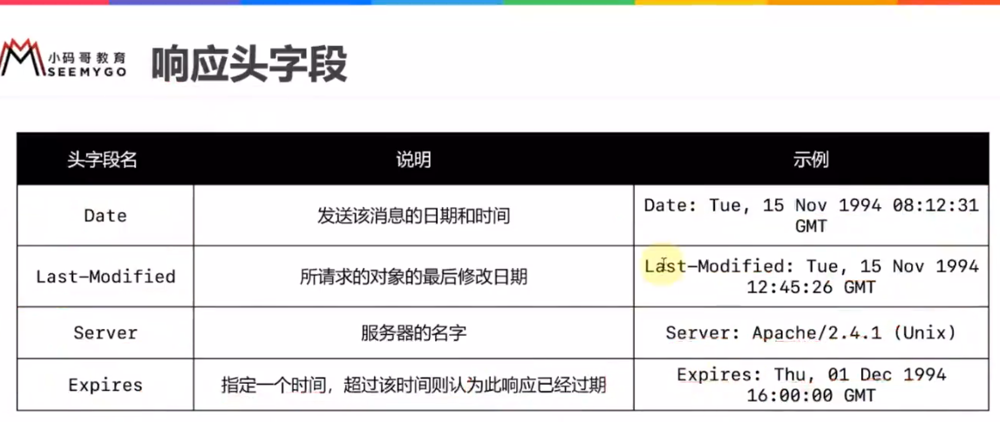 小码哥教育
SEEMYGO
响应头字段
头字段名 说明 示例
Date 发送该消息的日期和时间 Date: Tue, 15 Nov 1994 08:12:31
GMT
Last-Modified 所请求的对象的最后修改日期 Last-Modified: Tue, 15 Nov 1994
12:45:26 GMT
Server 服务器的名字 Server: Apache/2.4.1 (Unix)
Expires 指定一个时间，超过该时间则认为此响应已经过期 Expires: Thu, 01 Dec 1994
16:00:00 GMT